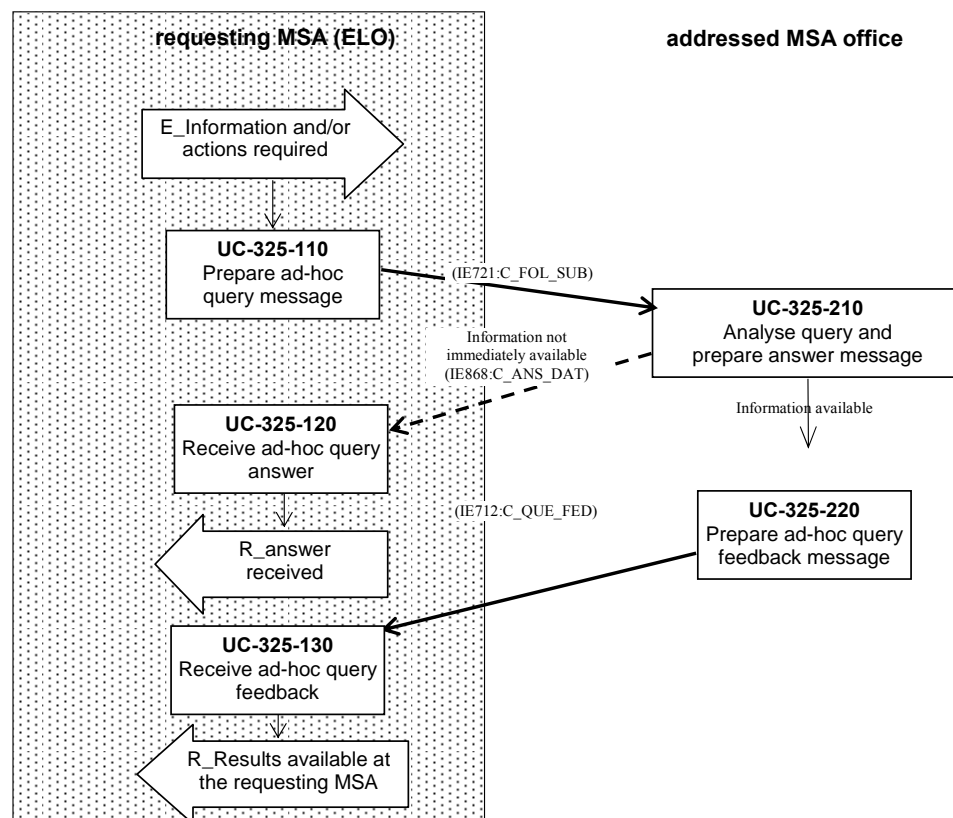 requesting MSA (ELO)
addressed MSA office
E_Information and/or
actions required
UC-325-110
Prepare ad-hoc
query message
(IE721:C_FOL_SUB)
UC-325-210
Analyse query and
prepare answer message
Information not
immediately available
(IE868:C_ANS_DAT)
Information available
UC-325-120
Receive ad-hoc query
answer
(IE712:C_QUE_FED)
UC-325-220
Prepare ad-hoc query
feedback message
R_answer
received
UC-325-130
Receive ad-hoc query
feedback
R_Results available at
the requesting MSA